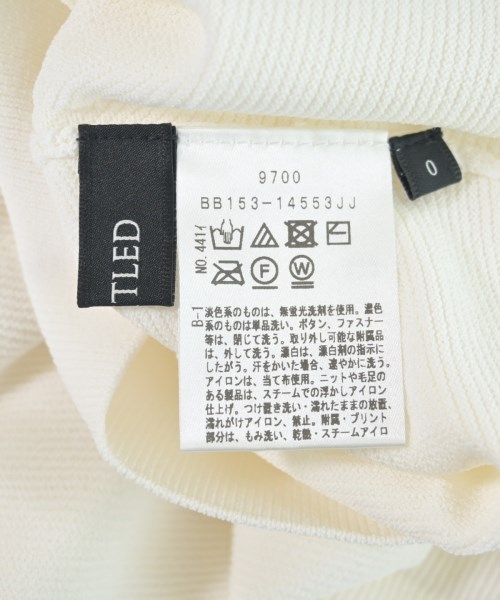 TLED
0
9700
BB153-14553JJ
NO.441イ
B-1
淡色系のものは、無蛍光洗剤を使用。濃色
系のものは単品洗い。ボタン、ファスナー
等は、閉じて洗う。取り外し可能な附属品
は、外して洗う。漂白は、漂白剤の指示に
したがう。汗をかいた場合、速やかに洗う。
アイロンは、当て布使用。ニットや毛足の
ある製品は、スチームでの浮かしアイロン
仕上げ。つけ置き洗い・濡れたままの放置、
濡れがけアイロン、禁止。附属・プリント
部分は、もみ洗い、乾熱・スチームアイロ
F
W